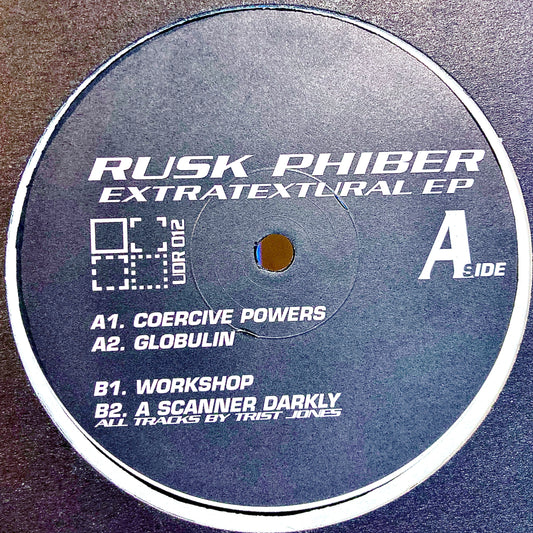 RUSK PHIBER
EXTRATEXTURAL EP
UDR 012
A SIDE
A1. COERCIVE POWERS
A2. GLOBULIN
B1. WORKSHOP
B2. A SCANNER DARKLY
ALL TRACKS BY TRIST JONES